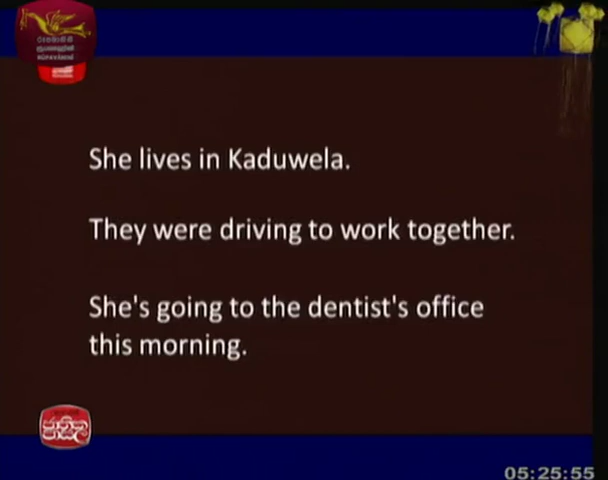 She lives in Kaduwela.
They were driving to work together.
She's going to the dentist's office
this morning.
05:25:55